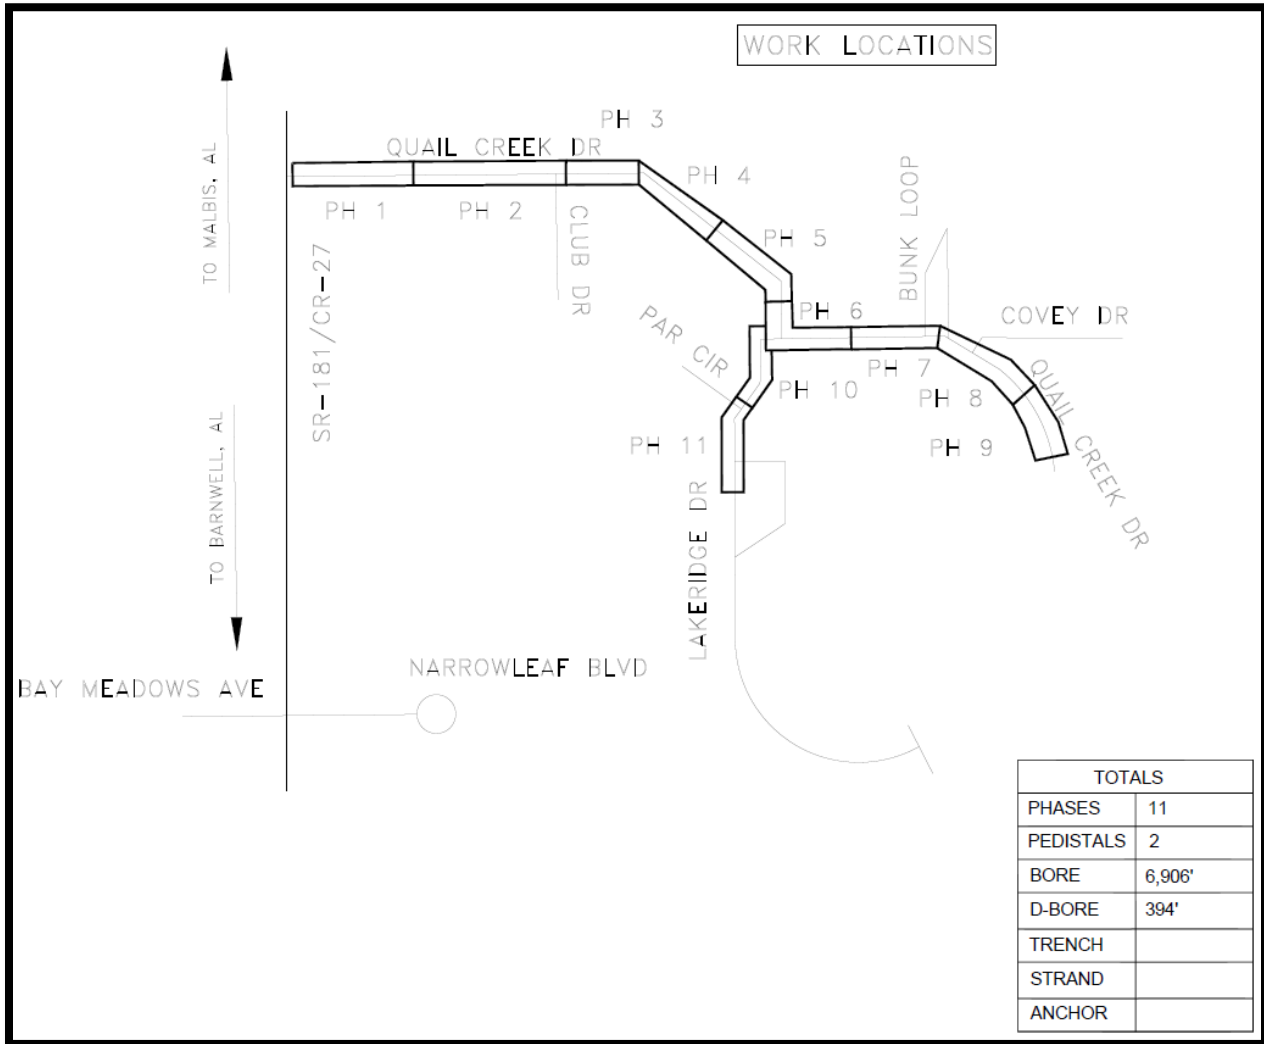 WORK LOCATIONS
PH 3
QUAIL CREEK DR
PH 4
TO MALBIS, AL
PH 1
PH 2
CLUB DR
PH 5
BUNK LOOP
SR-181/CR-27
PAR CIR
PH 6
COVEY DR
PH 7
PH 10
PH 8
QUAIL CREEK DR
PH 11
PH 9
TO BARNWELL, AL
LAKERIDGE DR
NARROWLEAF BLVD
BAY MEADOWS AVE
TOTALS
PHASES 11
PEDISTALS 2
BORE 6,906'
D-BORE 394'
TRENCH
STRAND
ANCHOR